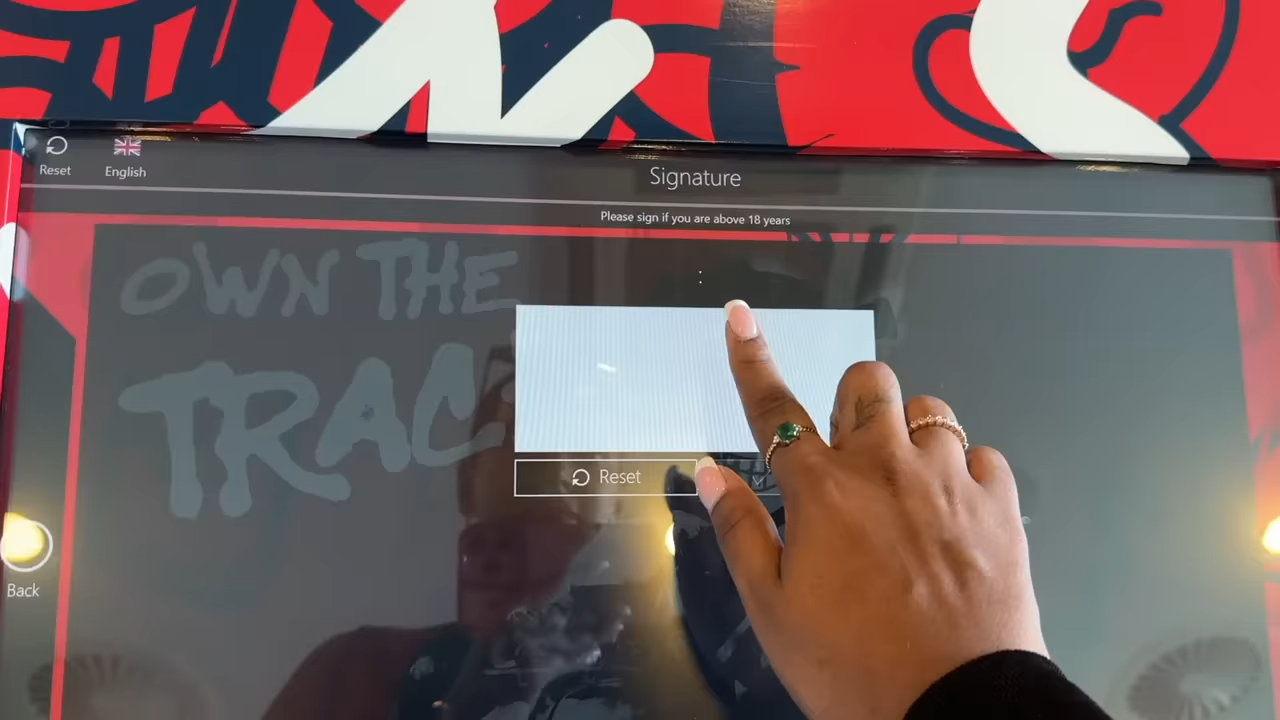 Reset
English
Signature
Please sign if you are above 18 years
OWN THE
TRAC
Reset
Back